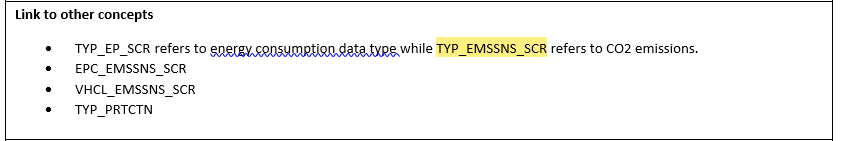 Link to other concepts
• TYP_EP_SCR refers to energy consumption data type while TYP_EMSSNS_SCR refers to CO2 emissions.
• EPC_EMSSNS_SCR
• VHCL_EMSSNS_SCR
• TYP_PRTCTN